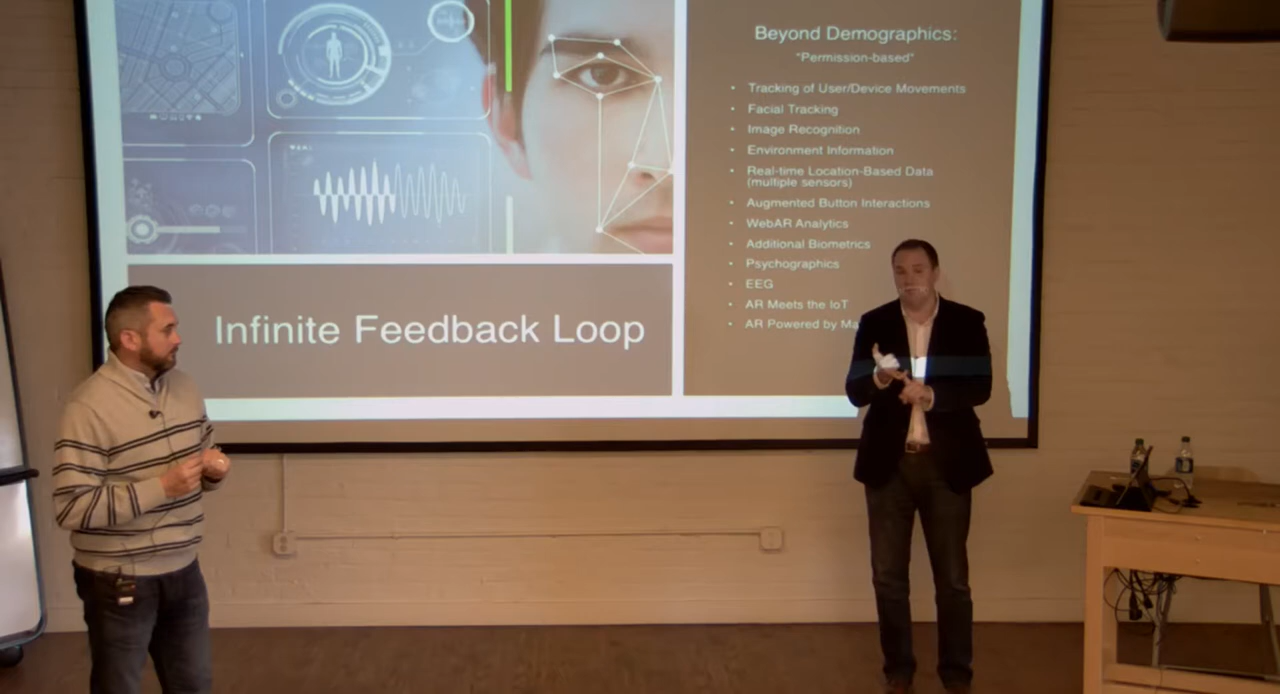 Infinite Feedback Loop
Beyond Demographics:
"Permission-based"
• Tracking of User/Device Movements
• Facial Tracking
• Image Recognition
• Environment Information
• Real-time Location-Based Data
(multiple sensors)
• Augmented Button Interactions
• WebAR Analytics
• Additional Biometrics
• Psychographics
• EEG
• AR Meets the IoT
• AR Powered by